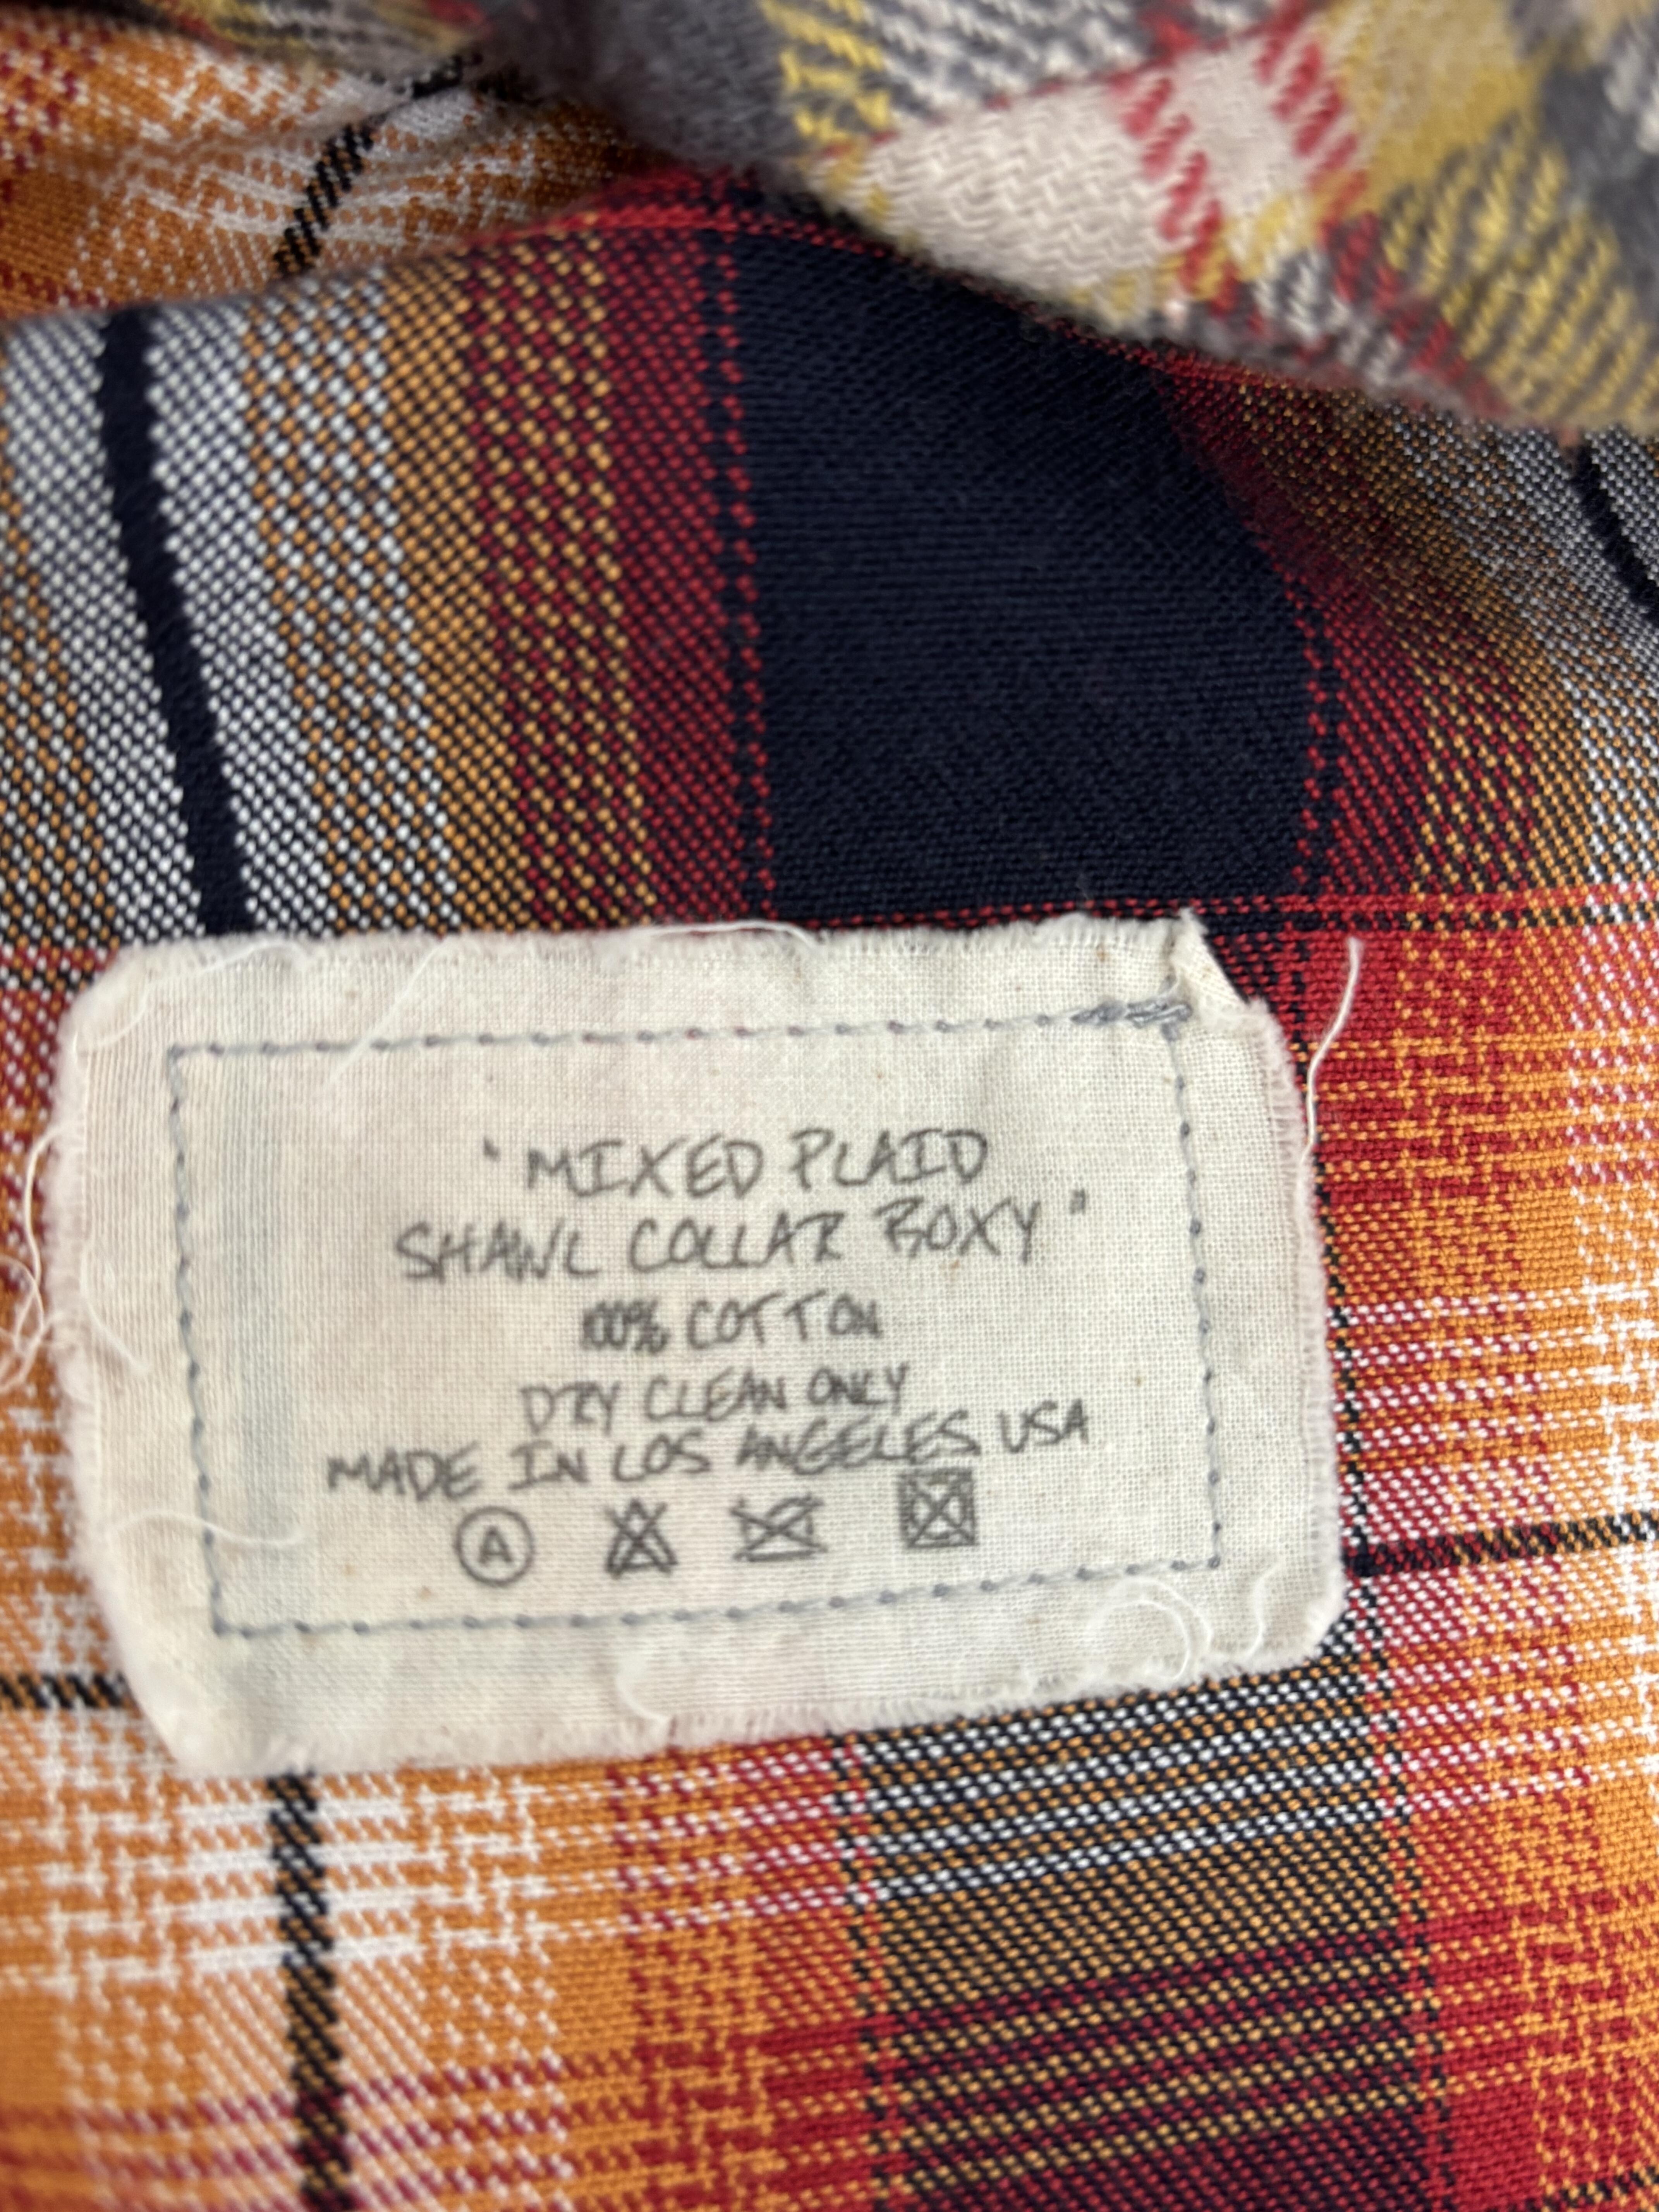 "MIXED PLAID
SHAWL COLLAR BOXY"
100% COTTON
DRY CLEAN ONLY
MADE IN LOS ANGELES USA
A